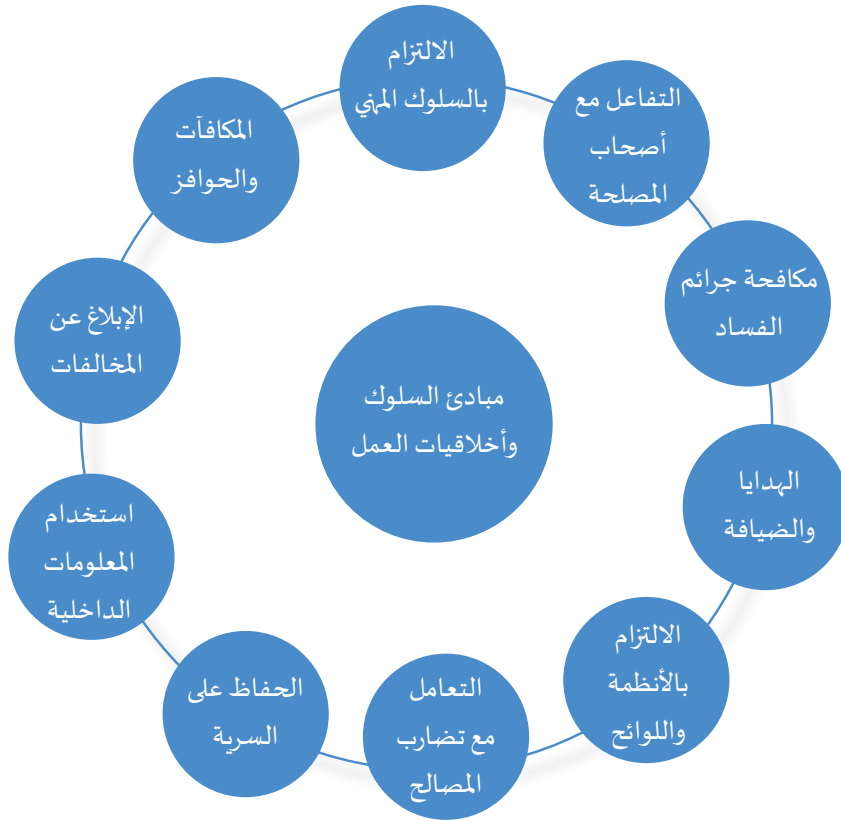 مبادئ السلوك
وأخلاقيات العمل
الالتزام
بالسلوك المهني
التفاعل مع
أصحاب
المصلحة
مكافحة جرائم
الفساد
الهدايا
والضيافة
الالتزام
بالأنظمة
واللوائح
التعامل
مع تضارب
المصالح
الحفاظ على
السرية
استخدام
المعلومات
الداخلية
الإبلاغ عن
المخالفات
المكافآت
والحوافز